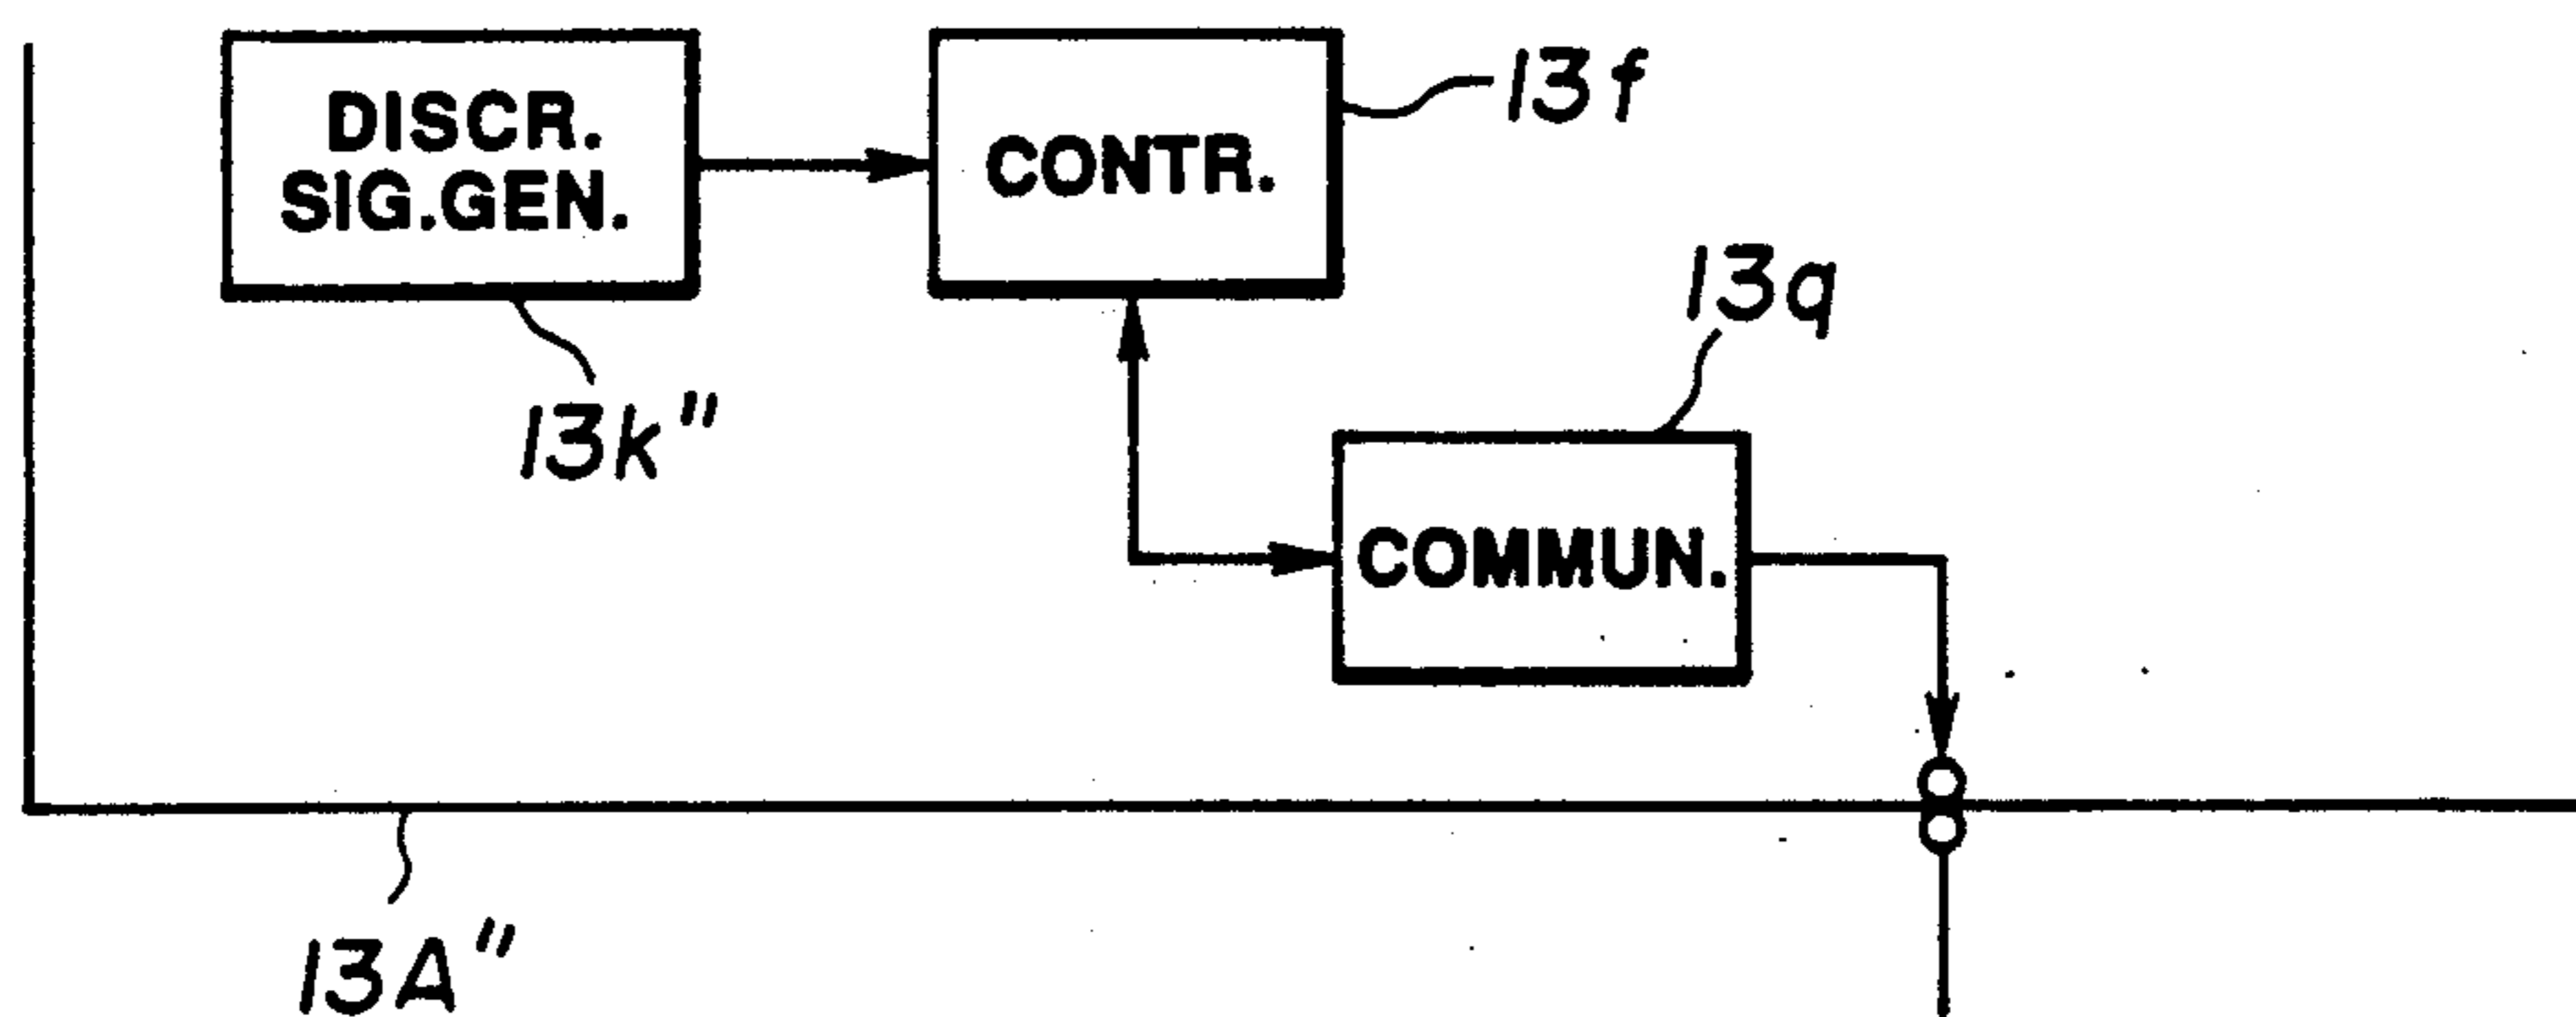 DISCR.
SIG.GEN.
CONTR.
13f
13q
13k"
COMMUN.
13A"